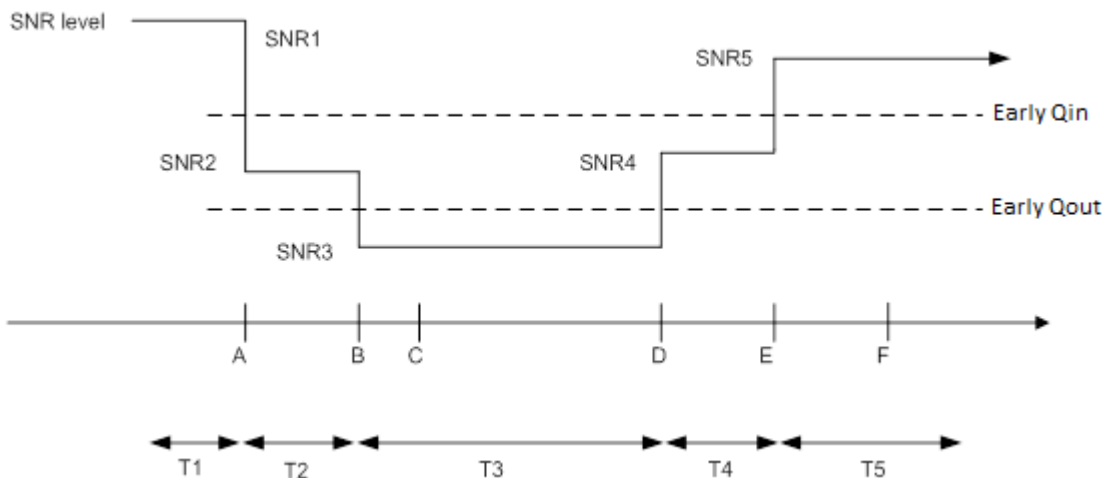 SNR level
SNR1
SNR5
Early Qin
SNR2
SNR4
Early Qout
SNR3
A B C D E F
T1 T2 T3 T4 T5